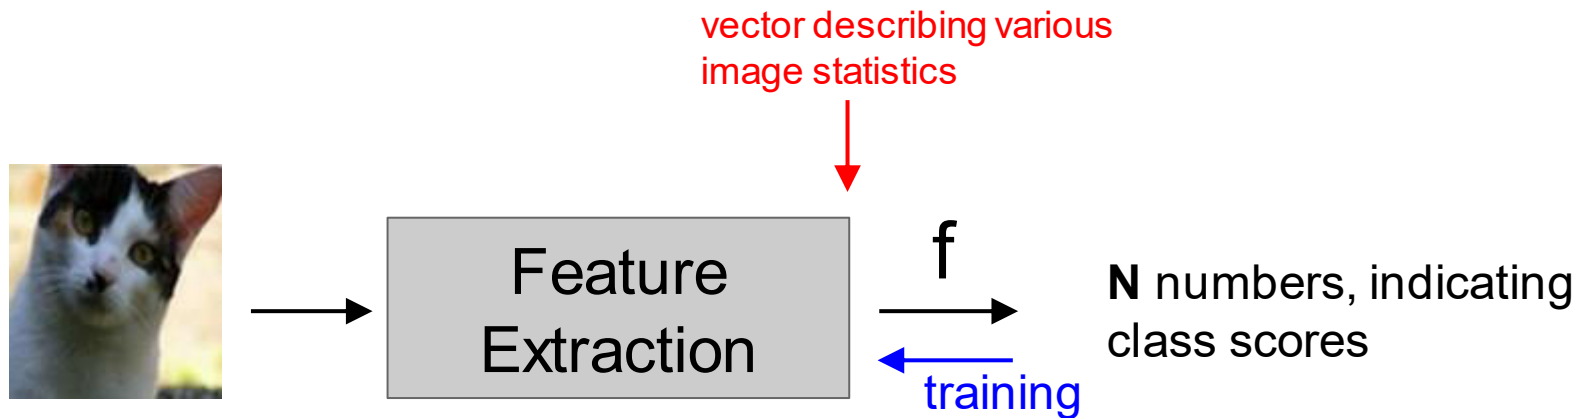 vector describing various
image statistics
Feature
Extraction
f
training
N numbers, indicating
class scores